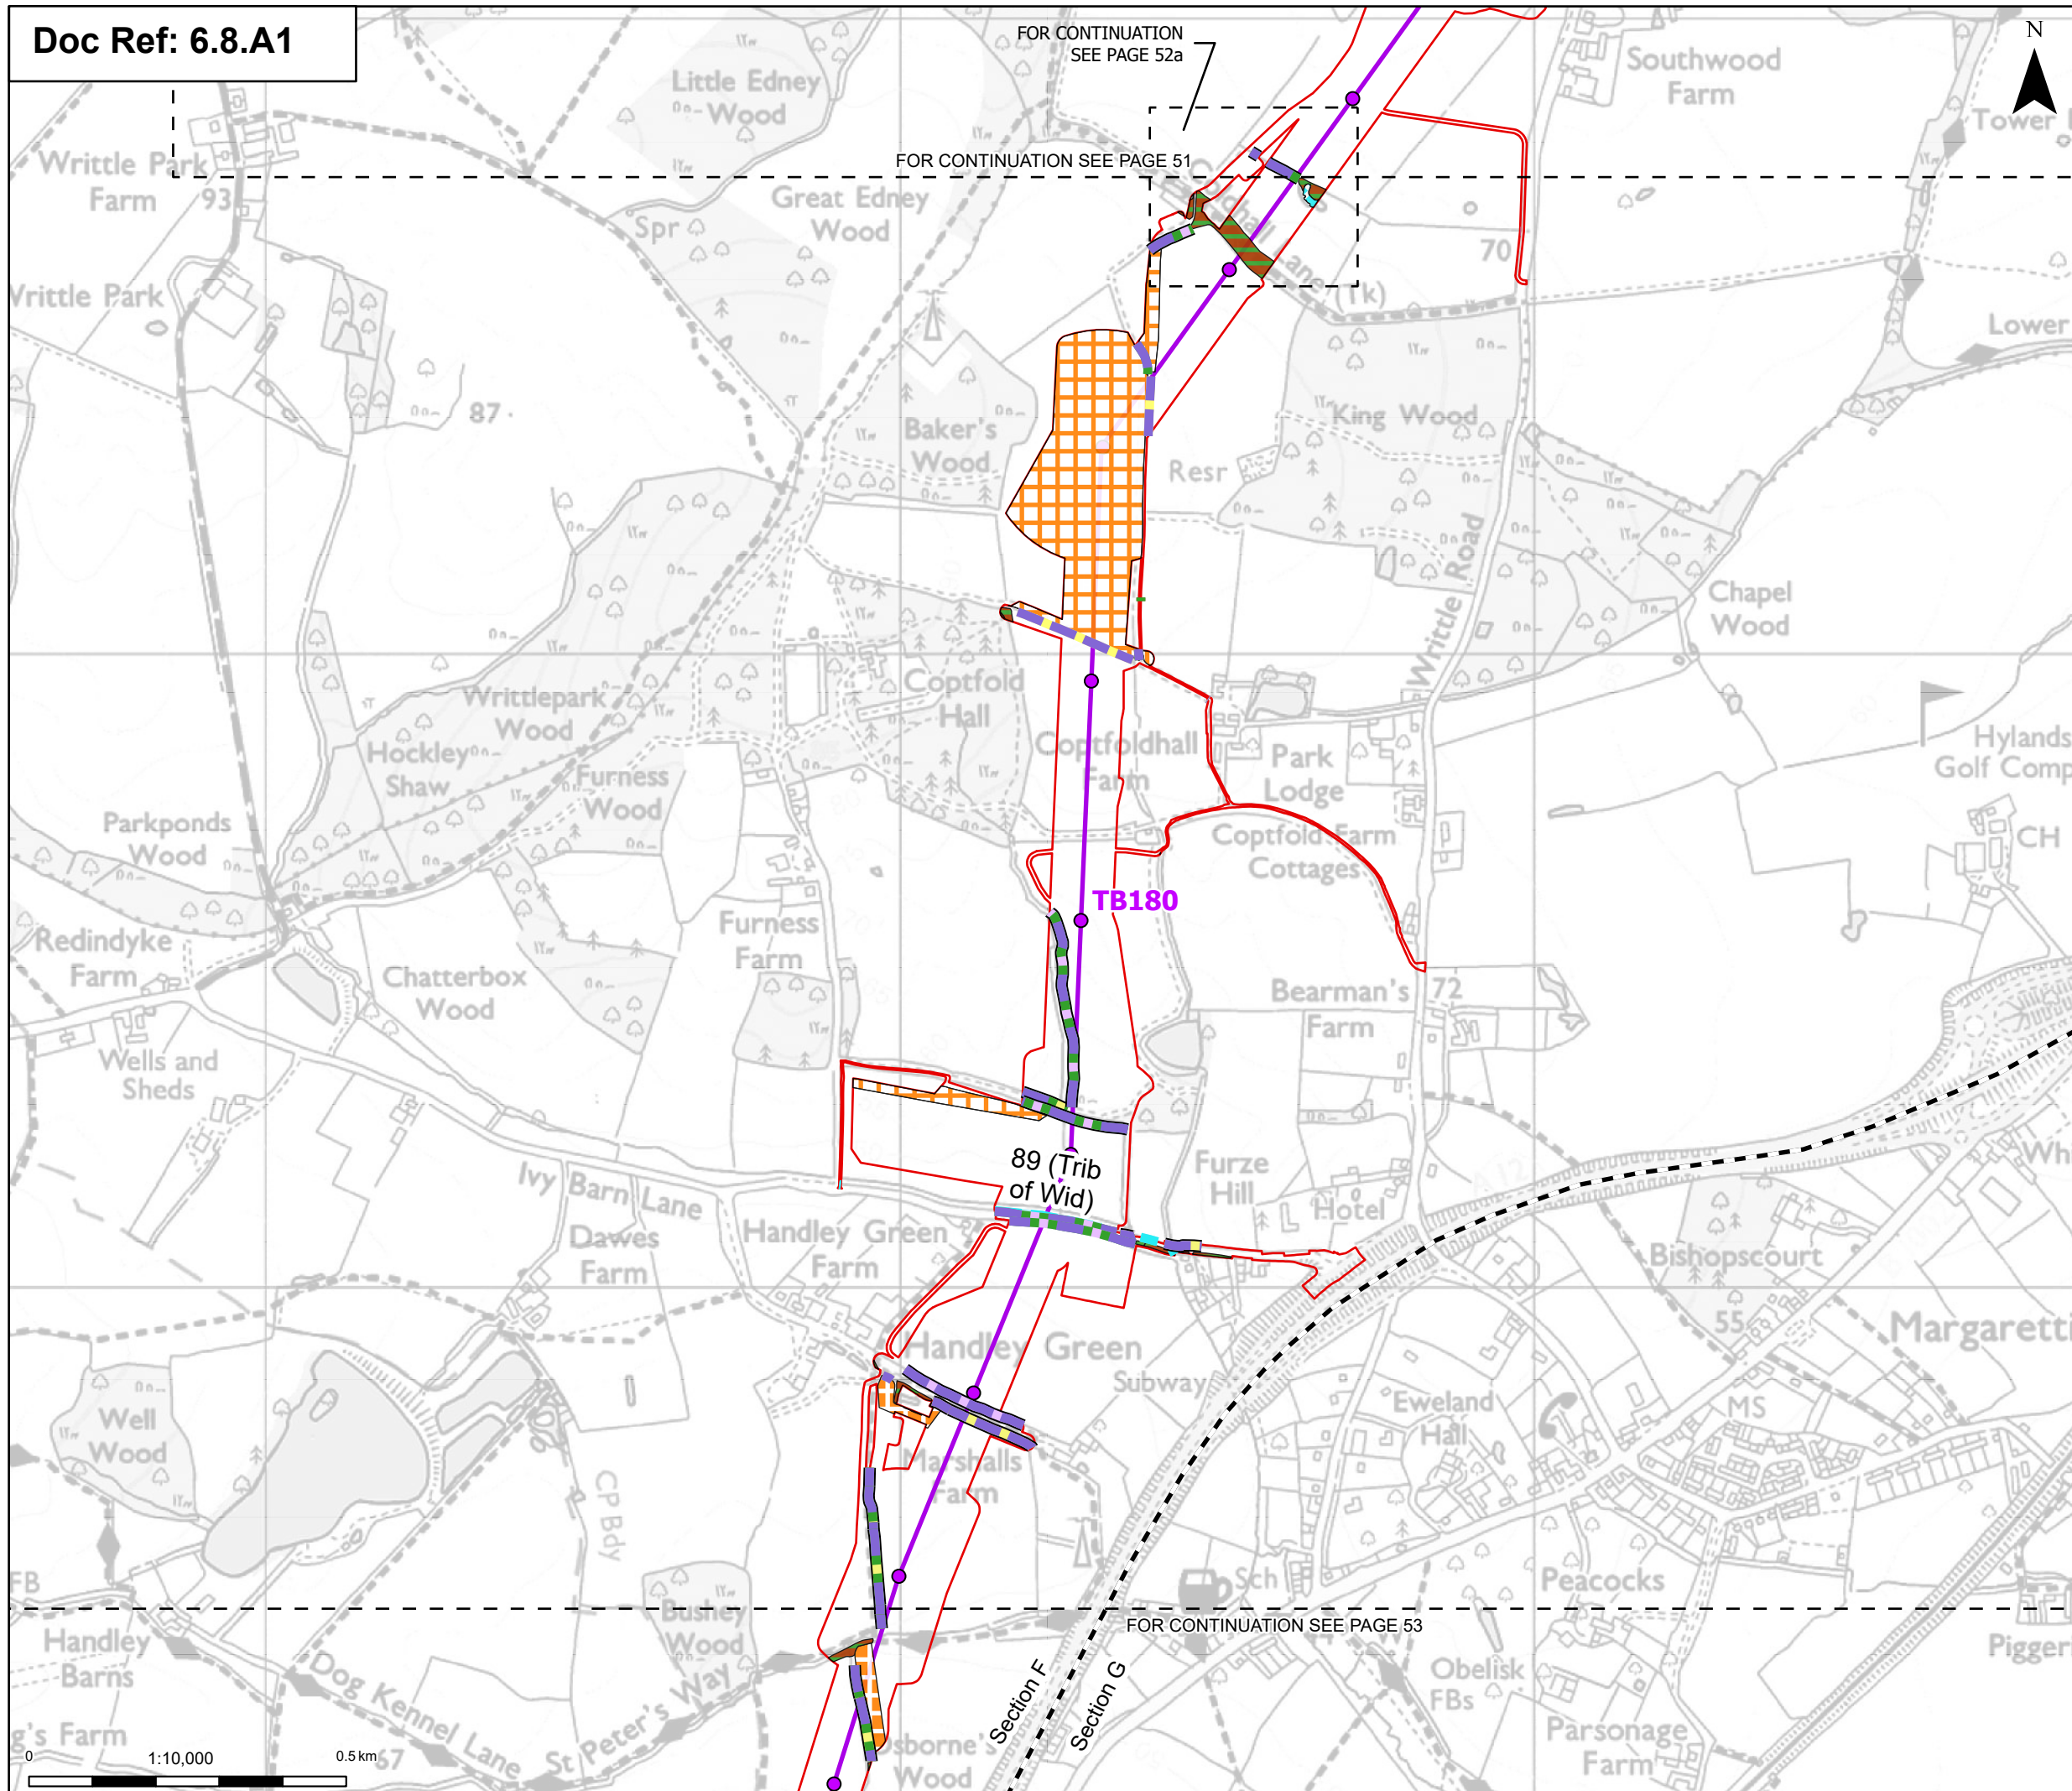 Doc Ref: 6.8.A1
FOR CONTINUATION
SEE PAGE 52a
N
Southwood
Farm
Little Edney
Wood
Tower
Writtle Park
Farm
93
FOR CONTINUATION SEE PAGE 51
Great Edney
Wood
Spr
70
Lane (Tk)
Writtle Park
Lower
87
Baker's
Wood
King Wood
Resr
Writtle Road
Chapel
Wood
Writtlepark
Wood
Coptfold
Hall
Hockley
Shaw
Furness
Wood
Coptfoldhall
Farm
Park
Lodge
Hylands
Golf Comp
Parkponds
Wood
Coptfold Farm
Cottages
CH
TB180
Redindyke
Farm
Furness
Farm
Chatterbox
Wood
Bearman's
Farm
72
Wells and
Sheds
89 (Trib
of Wid)
Furze
Hill
A12
Wh
Ivy Barn Lane
Hotel
Dawes
Farm
Handley Green
Farm
Bishopscourt
55
Handley Green
Margaretti
Subway
Well
Wood
Eweland
Hall
MS
Marshalls
Farm
CP Bdy
FB
Sch
Peacocks
Bushey
Wood
FOR CONTINUATION SEE PAGE 53
Handley
Barns
Pigger
Dog Kennel Lane
St Peter's Way
Section F
Section G
Obelisk
FBs
g's Farm
67
Osborne's
Wood
Parsonage
Farm
0
1:10,000
0.5 km